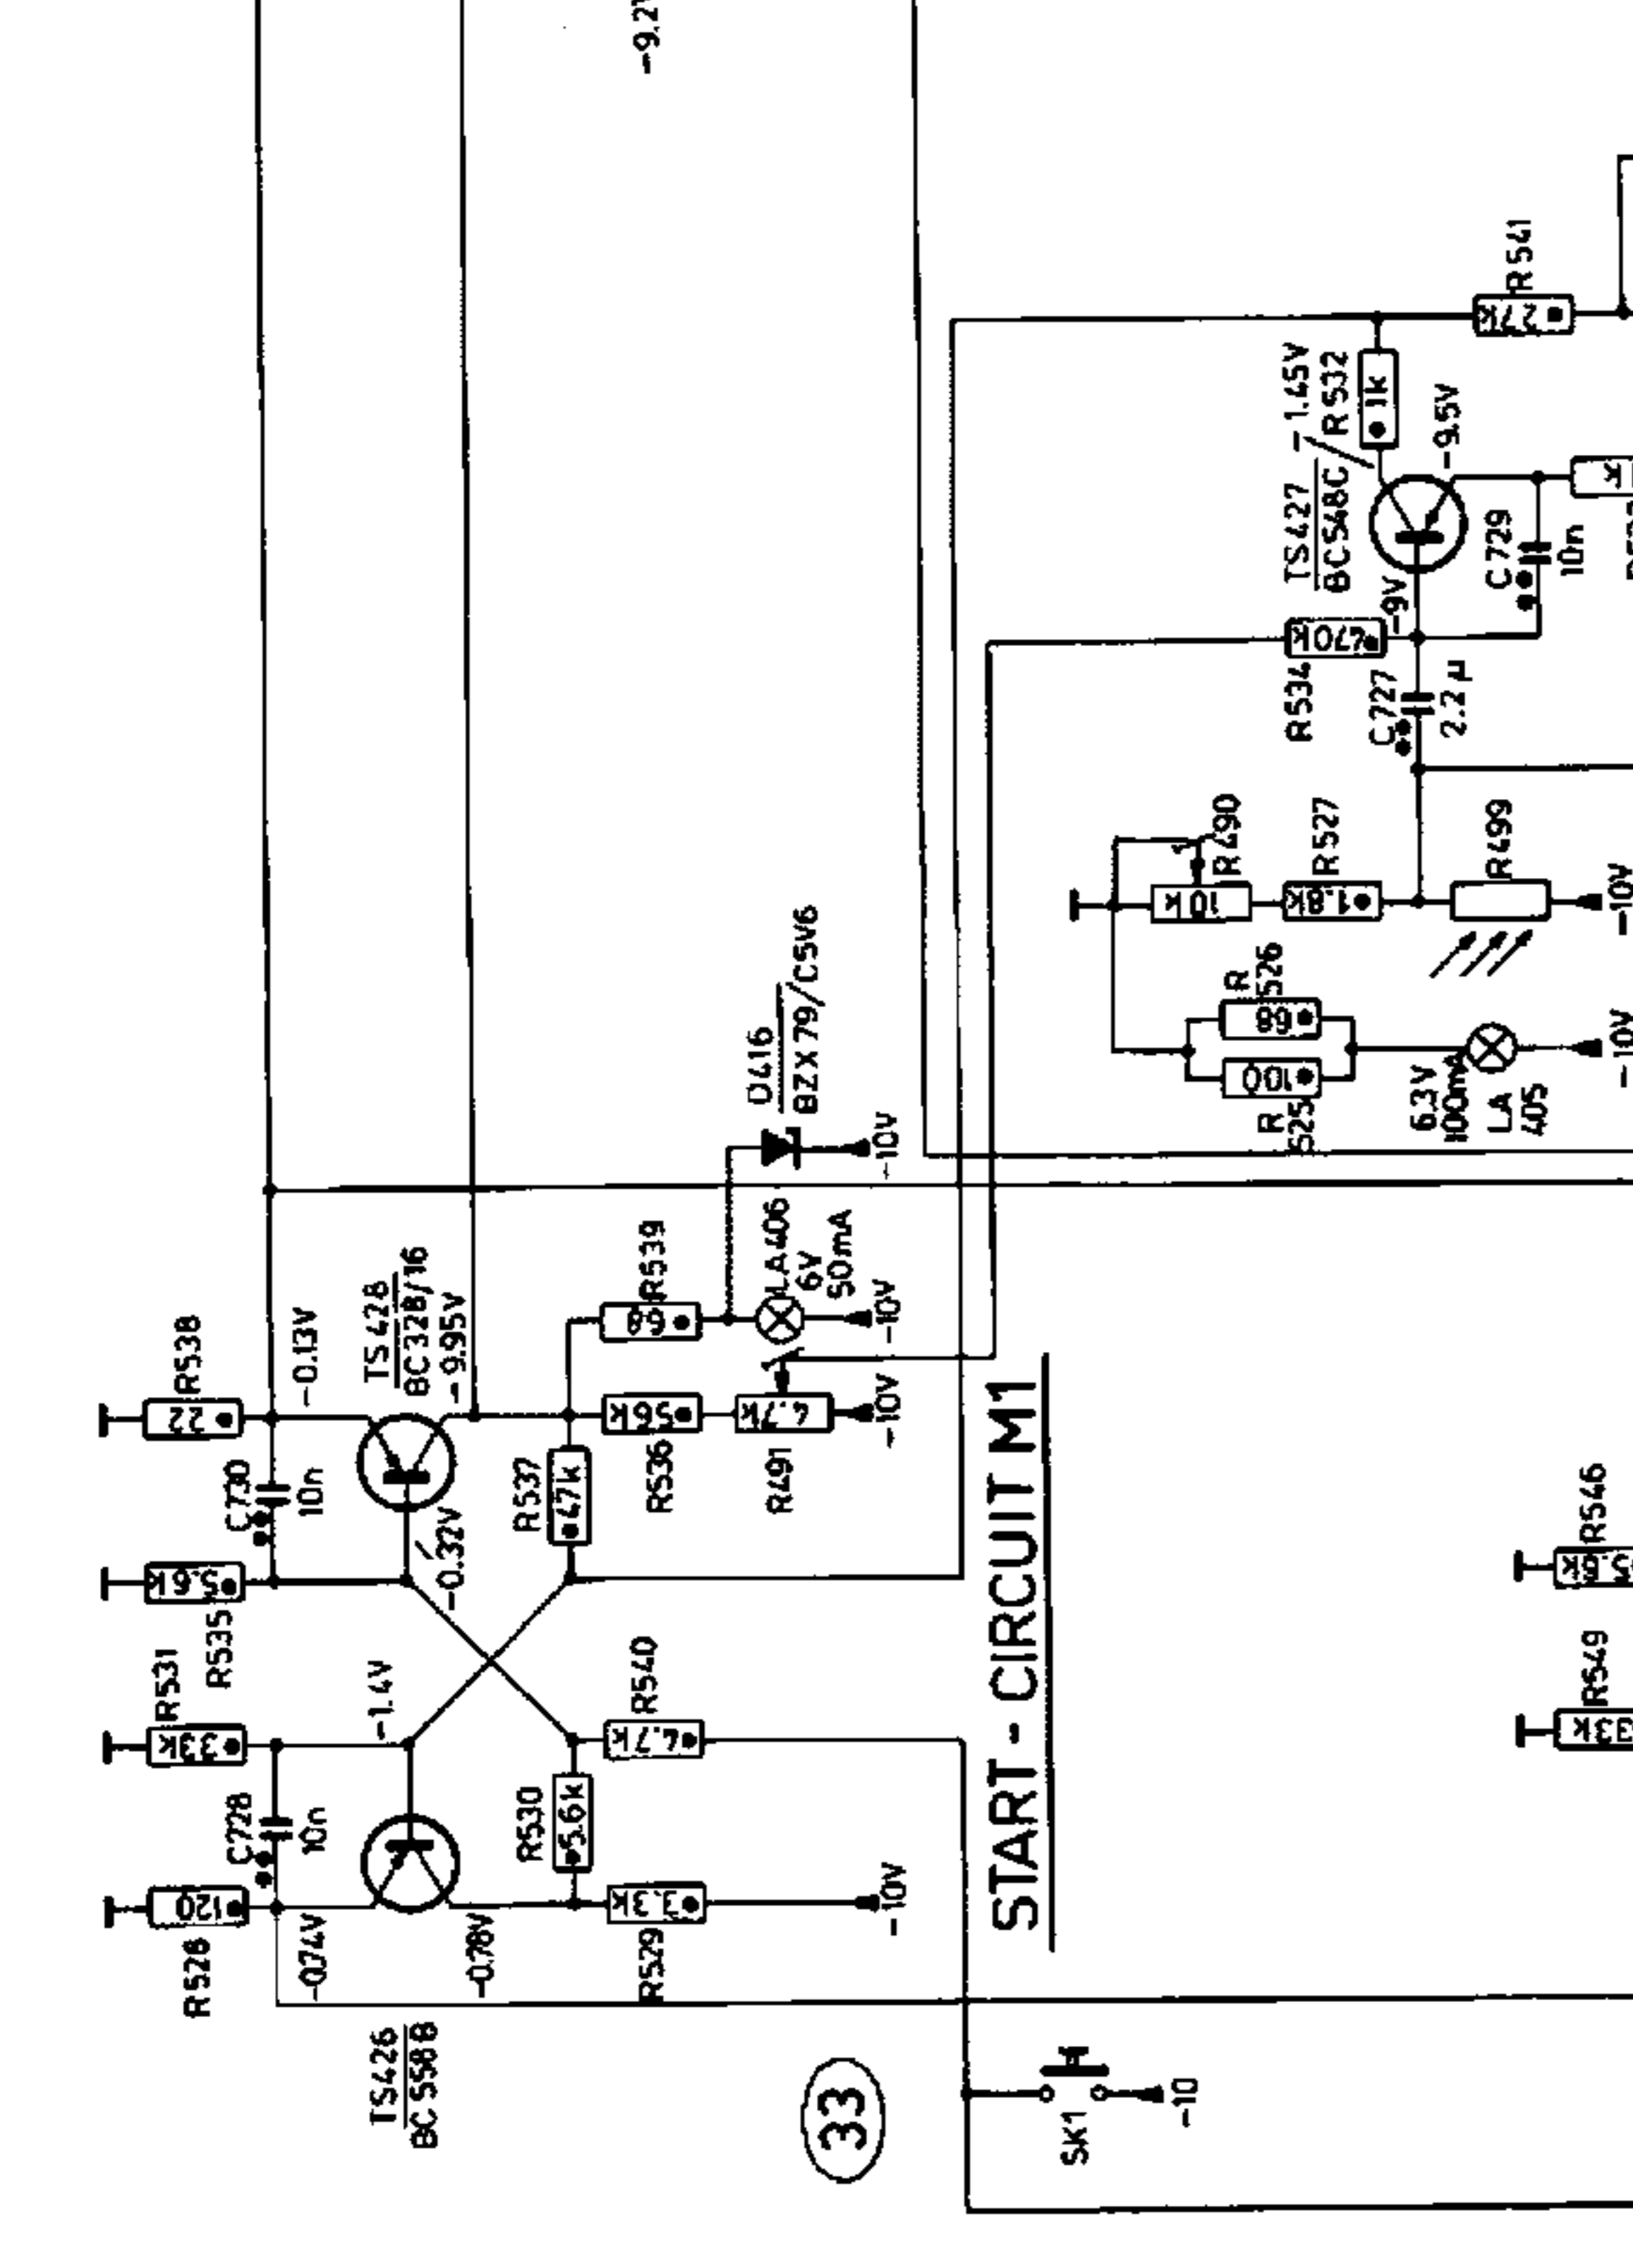 -9.2
R541
27k
-1.45V
R532
1k
TS427
BC548C
-9.5V
C729
10n
-9V
470k
R534
C727
2.2µ
R490
10k
R527
1.8k
R499
-10V
R
526
68
100
R
525
6.3V
100mA
LA
405
-10V
D416
BZX79/C5V6
-10V
R538
22
-0.13V
TS428
BC328/16
-9.95V
R539
68
LA406
6V
50mA
-10V
C730
10n
-0.32V
R537
47k
56k
R536
4.7k
R491
-10V
5.6k
R535
R531
33k
-1.4V
R540
4.7k
C728
10n
R530
5.6k
120
R528
-0.74V
-0.78V
3.3k
R529
-10V
TS426
BC558B
START - CIRCUIT M1
33
SK1
-10
R546
5.6k
R549
33k